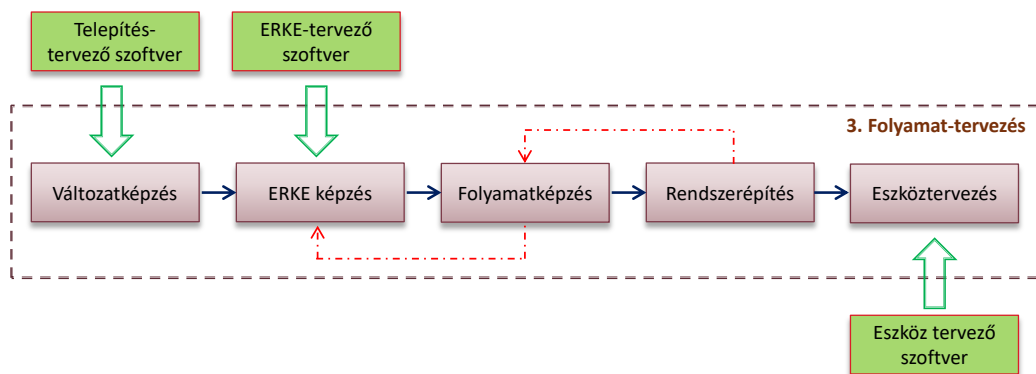 Telepítés-
tervező szoftver
ERKE-tervező
szoftver
3. Folyamat-tervezés
Változatképzés
ERKE képzés
Folyamatképzés
Rendszerépítés
Eszköztervezés
Eszköz tervező
szoftver